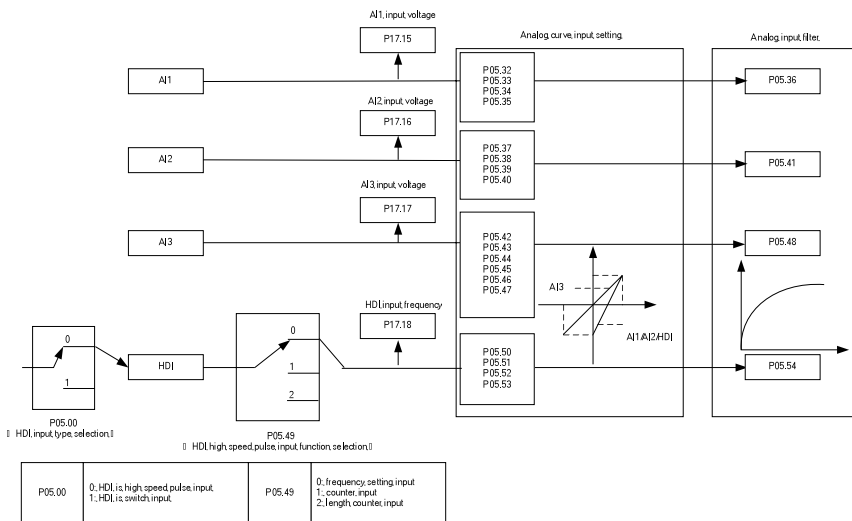 AI1, input, voltage
P17.15
Analog, curve, input, setting,
Analog, input, filter,
AI1
P05.32
P05.33
P05.34
P05.35
P05.36
AI2, input, voltage
P17.16
AI2
P05.37
P05.38
P05.39
P05.40
P05.41
AI3, input, voltage
P17.17
AI3
P05.42
P05.43
P05.44
P05.45
P05.46
P05.47
P05.48
AI3
AI1/AI2/HDI
HDI, input, frequency
P17.18
0
1
HDI
0
1
2
P05.50
P05.51
P05.52
P05.53
P05.54
P05.00
HDI, input, type, selection,
P05.49
HDI, high, speed, pulse, input, function, selection,
P05.00
0:, HDI, is, high, speed, pulse, input,
1:, HDI, is, switch, input,
P05.49
0:, frequency, setting, input
1:, counter, input
2:, length, counter, input